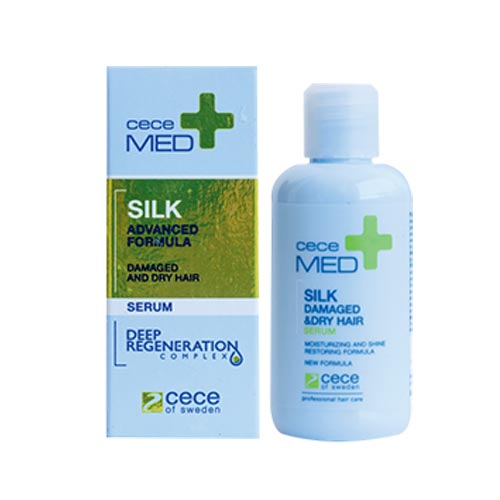 cece
MED
SILK
ADVANCED
FORMULA
DAMAGED
AND DRY HAIR
SERUM
DEEP
REGENERATION
COMPLEX
cece
of sweden
cece
MED
SILK
DAMAGED
&DRY HAIR
SERUM
MOISTURIZING AND SHINE
RESTORING FORMULA
NEW FORMULA
cece
of sweden
professional hair care